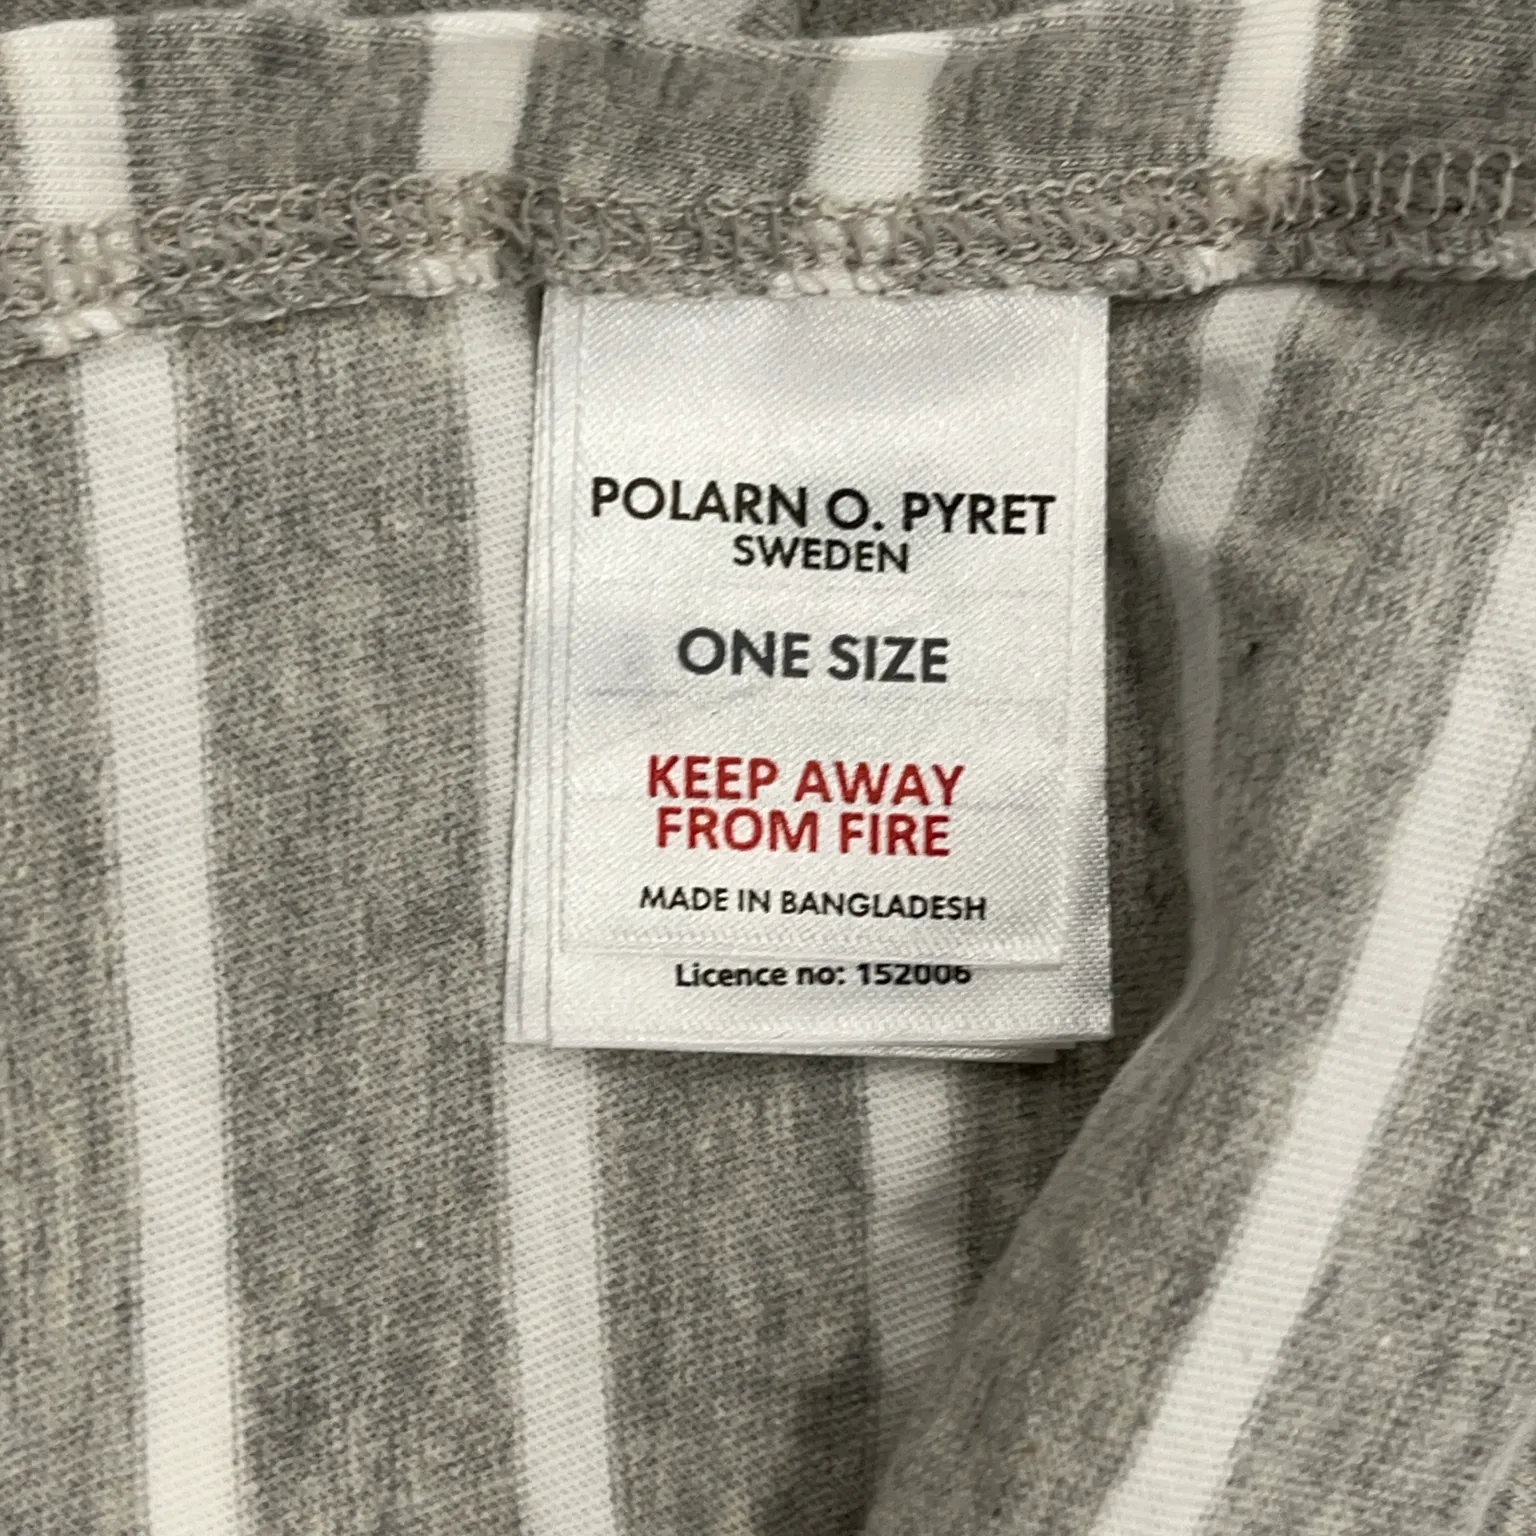 POLARN O. PYRET
SWEDEN
ONE SIZE
KEEP AWAY
FROM FIRE
MADE IN BANGLADESH
Licence no: 152006